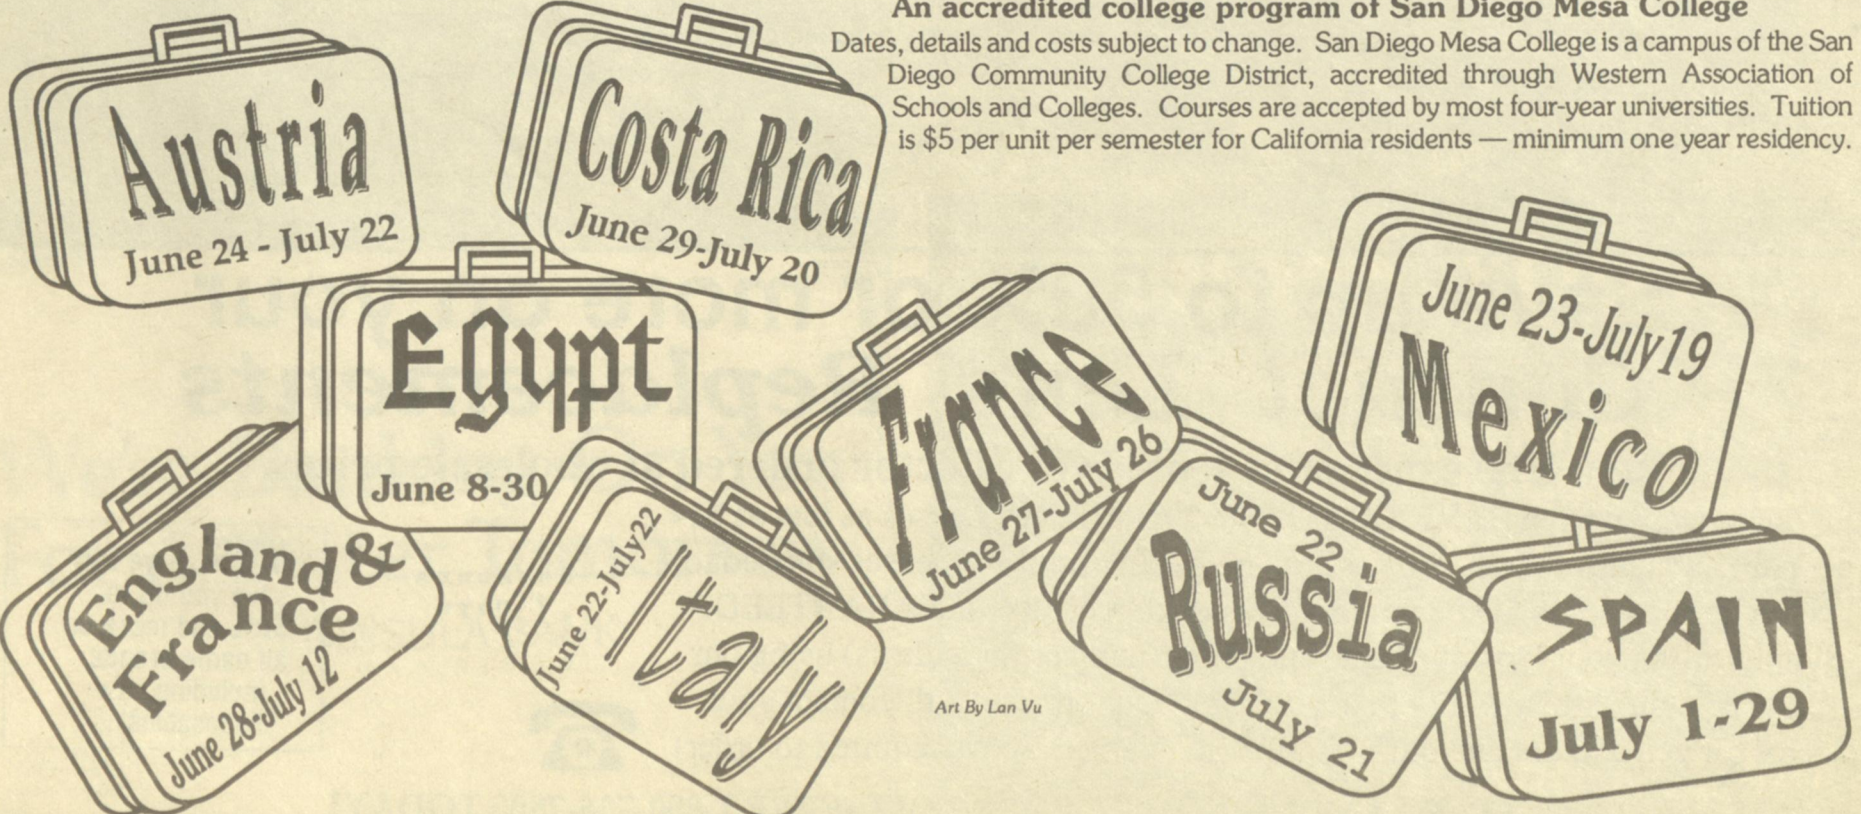 An accredited college program of San Diego Mesa College
Dates, details and costs subject to change. San Diego Mesa College is a campus of the San
Diego Community College District, accredited through Western Association of
Schools and Colleges. Courses are accepted by most four-year universities. Tuition
is $5 per unit per semester for California residents — minimum one year residency.
Austria
June 24 - July 22
Costa Rica
June 29-July 20
Egypt
June 8-30
France
June 27-July 26
June 23-July19
Mexico
England &
France
June 28-July 12
June 22-July22
Italy
June 22
Russia
July 21
SPAIN
July 1-29
Art By Lan Vu